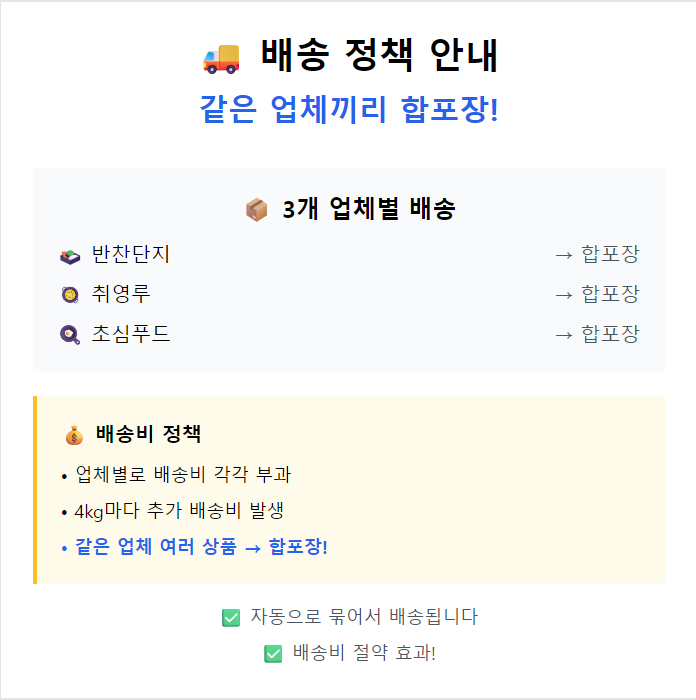 🚚 배송 정책 안내
같은 업체끼리 합포장!
📦 3개 업체별 배송
🍱 반찬단지 → 합포장
🥘 취영루 → 합포장
🍳 초심푸드 → 합포장
💰 배송비 정책
• 업체별로 배송비 각각 부과
• 4kg마다 추가 배송비 발생
• 같은 업체 여러 상품 → 합포장!
✅ 자동으로 묶어서 배송됩니다
✅ 배송비 절약 효과!